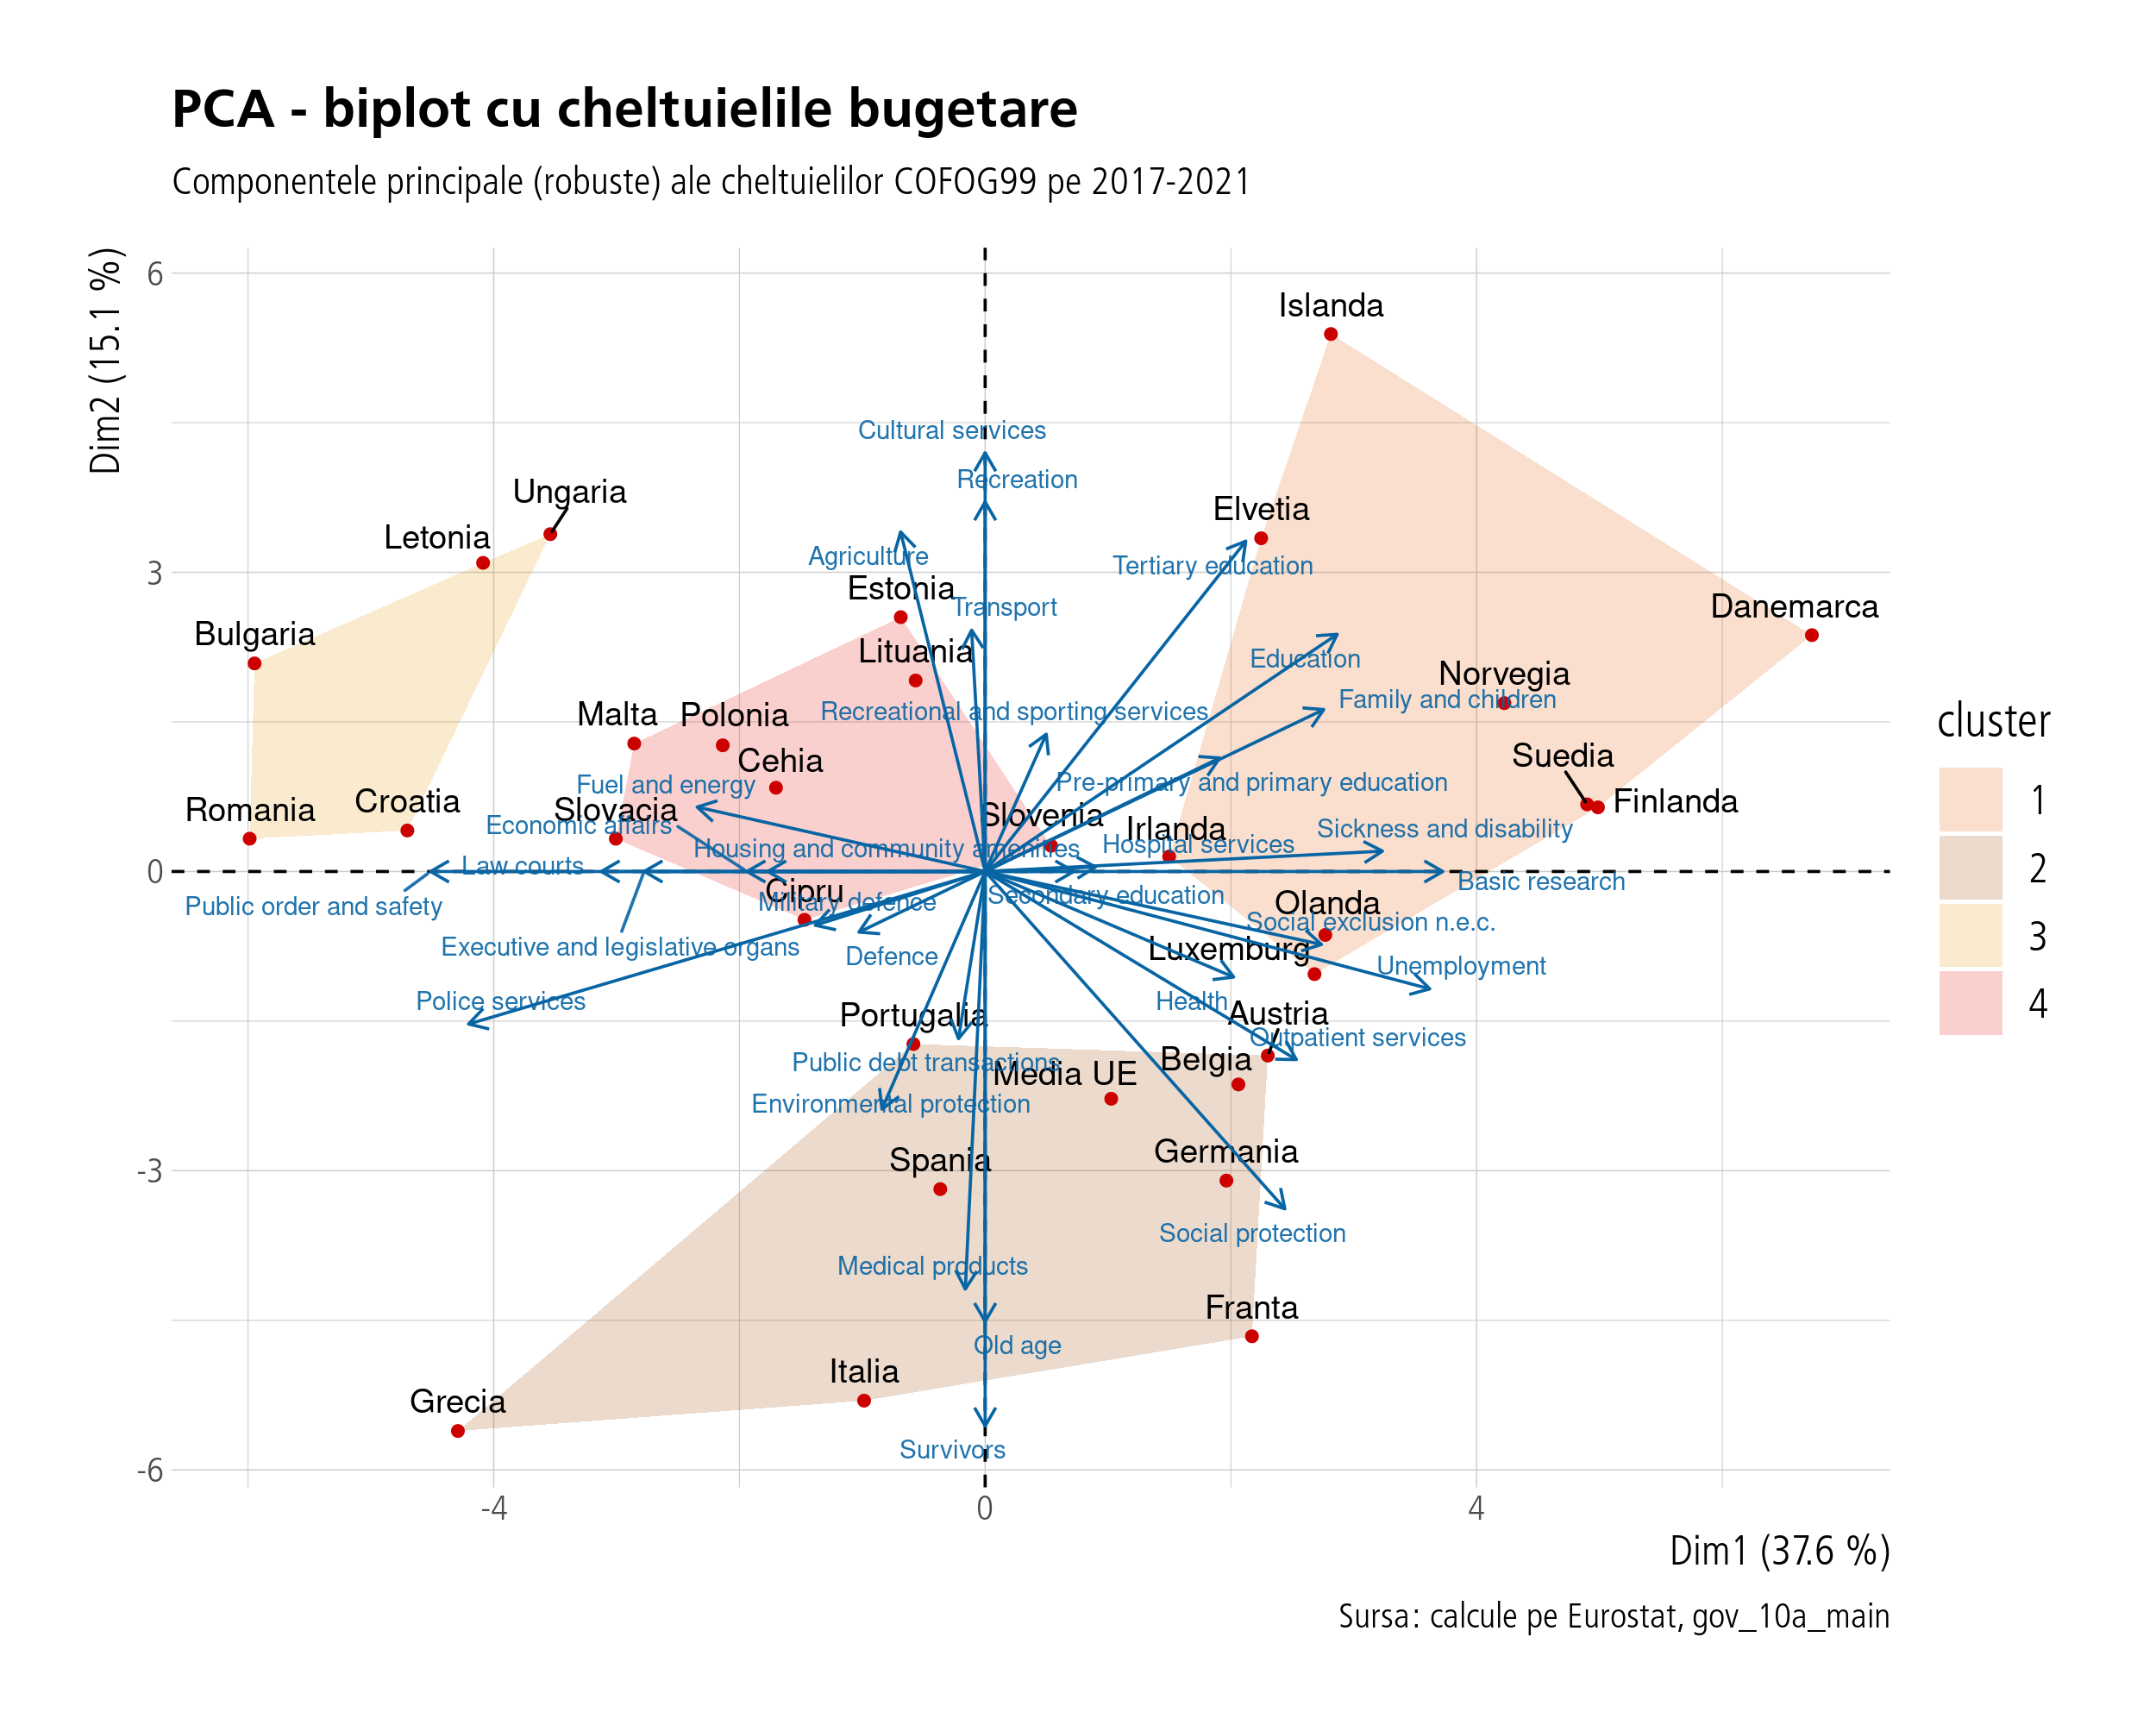 PCA - biplot cu cheltuielile bugetare
Componentele principale (robuste) ale cheltuielilor COFOG99 pe 2017-2021
Dim2 (15.1 %)
6
3
0
-3
-6
Islanda
Cultural services
Recreation
Ungaria
Letonia
Elvetia
Agriculture
Tertiary education
Estonia
Transport
Danemarca
Bulgaria
Lituania
Education
Norvegia
Family and children
Malta
Polonia
Recreational and sporting services
Cehia
Suedia
Fuel and energy
Pre-primary and primary education
Romania
Croatia
Slovacia
Slovenia
Finlanda
Economic affairs
Irlanda
Sickness and disability
Housing and community amenities
Hospital services
Law courts
Basic research
Cipru
Secondary education
Public order and safety
Military defence
Olanda
Social exclusion n.e.c.
Executive and legislative organs
Defence
Luxemburg
Unemployment
Police services
Health
Portugalia
Austria
Outpatient services
Public debt transactions
Media UE
Belgia
Environmental protection
Spania
Germania
Social protection
Medical products
Franta
Old age
Italia
Grecia
Survivors
cluster
1
2
3
4
-4
0
4
Dim1 (37.6 %)
Sursa: calcule pe Eurostat, gov_10a_main